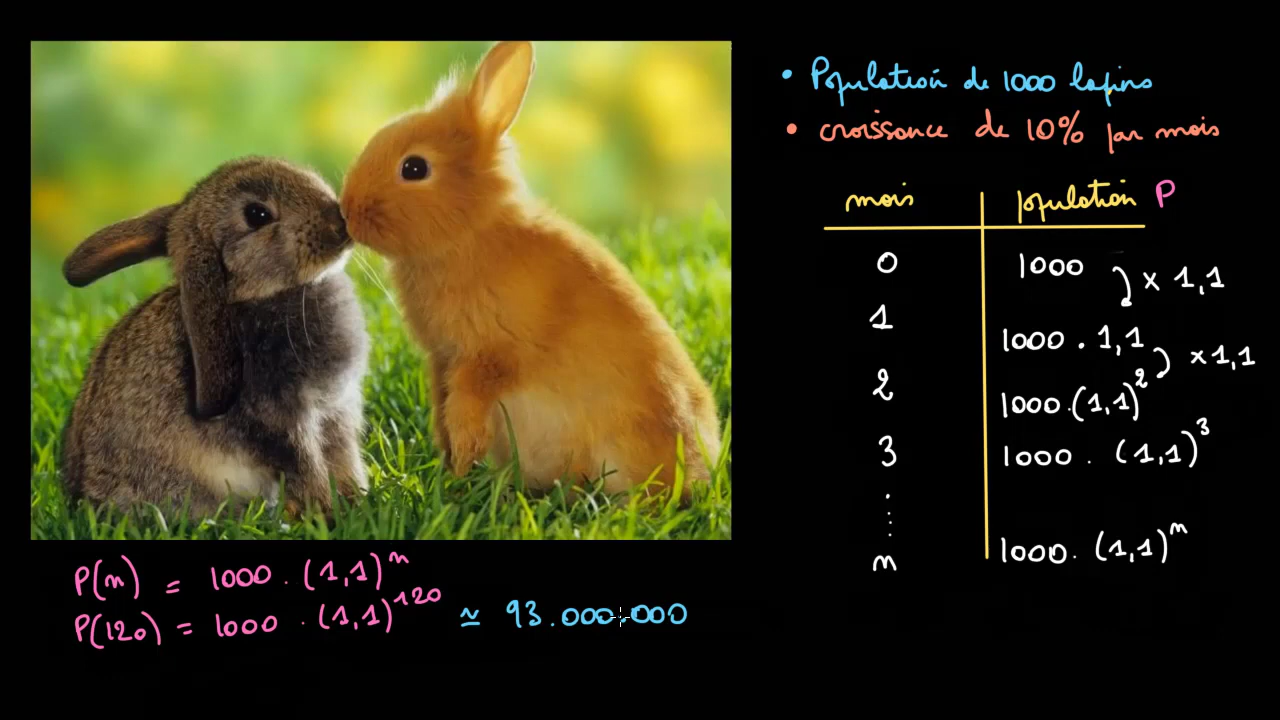 • Population de 1000 lapins
• croissance de 10% par mois
mois population P
0 1000
x 1,1
1 1000 . 1,1
x 1,1
2 1000.(1,1)²
3 1000 . (1,1)³
n 1000. (1,1)ⁿ
P(n) = 1000 . (1,1)ⁿ
P(120) = 1000 . (1,1)¹²⁰ ≃ 93.000.000